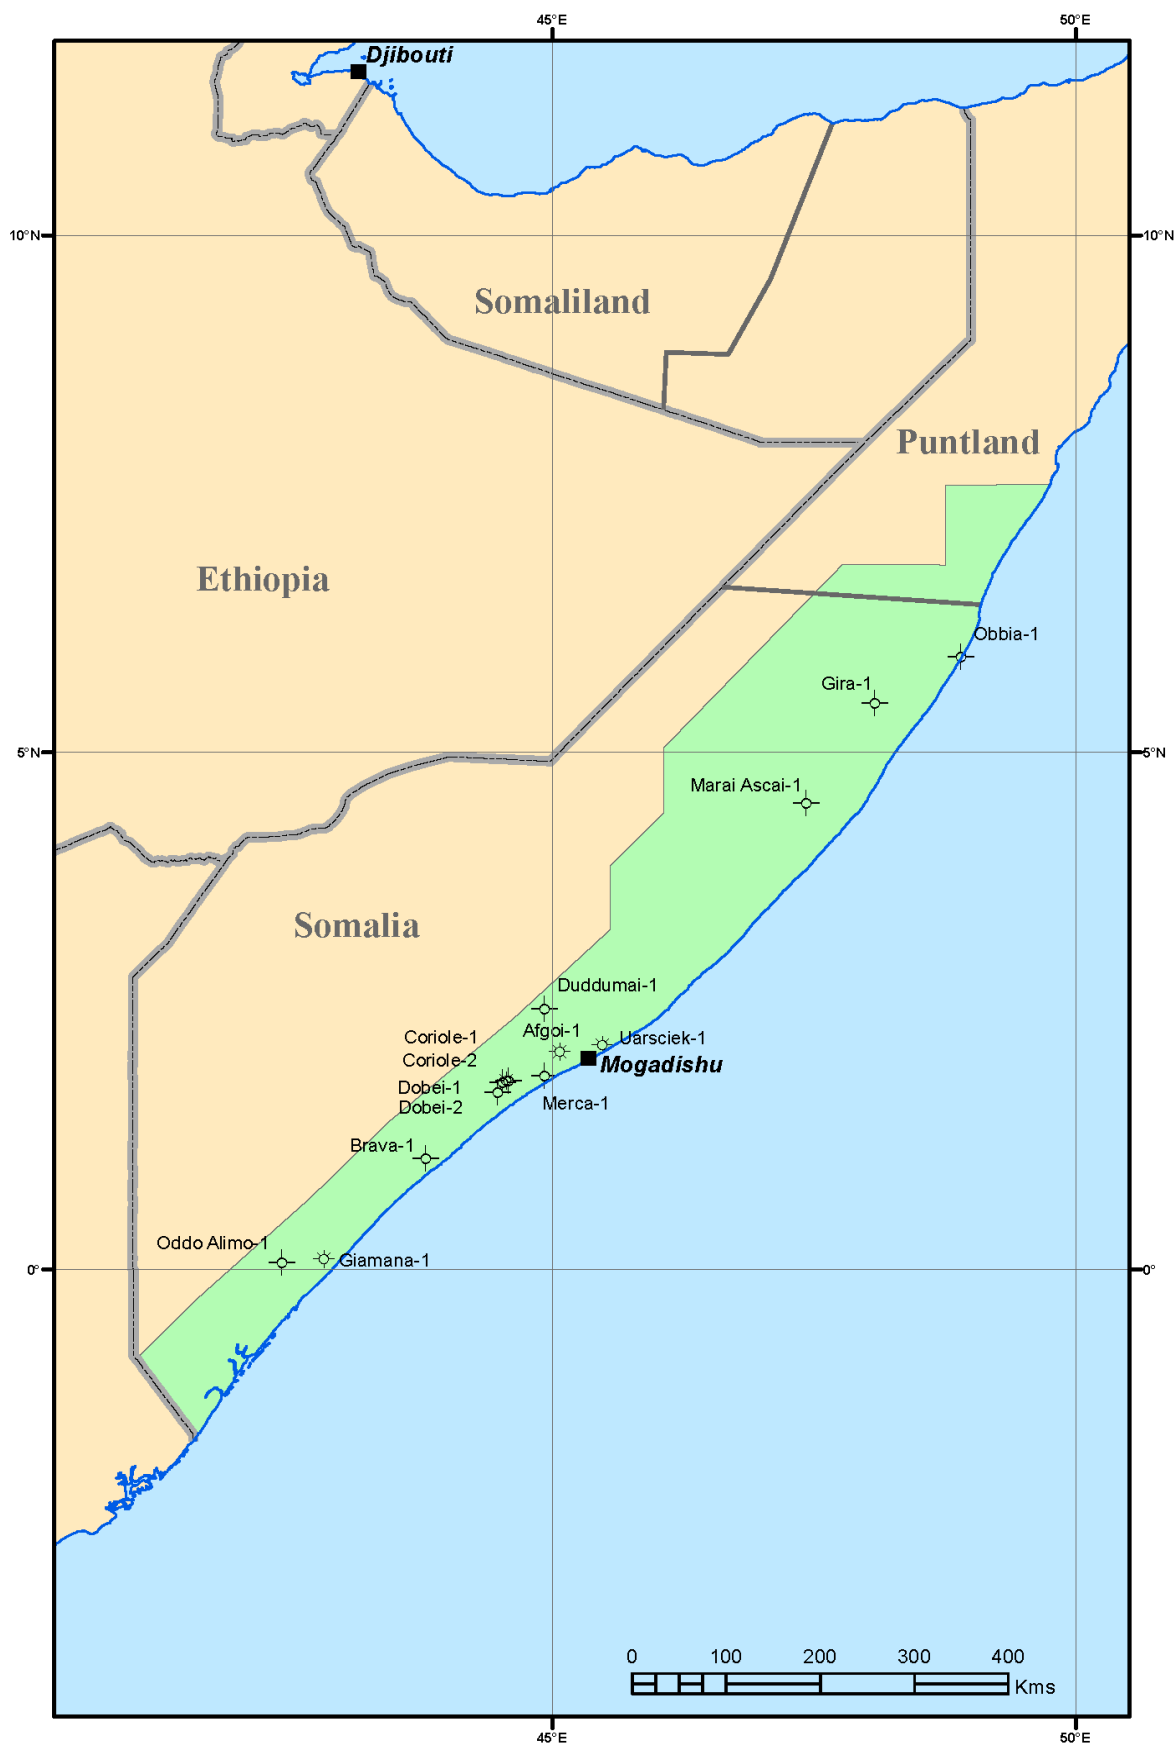 45°E
50°E
Djibouti
10°N
10°N
Somaliland
Puntland
Ethiopia
Obbia-1
Gira-1
5°N
5°N
Marai Ascai-1
Somalia
Duddumai-1
Afgoi-1
Coriole-1
Uarsciek-1
Coriole-2
Mogadishu
Dobei-1
Dobei-2
Merca-1
Brava-1
Oddo Alimo-1
Giamana-1
0°
0°
0 100 200 300 400
Kms
45°E
50°E